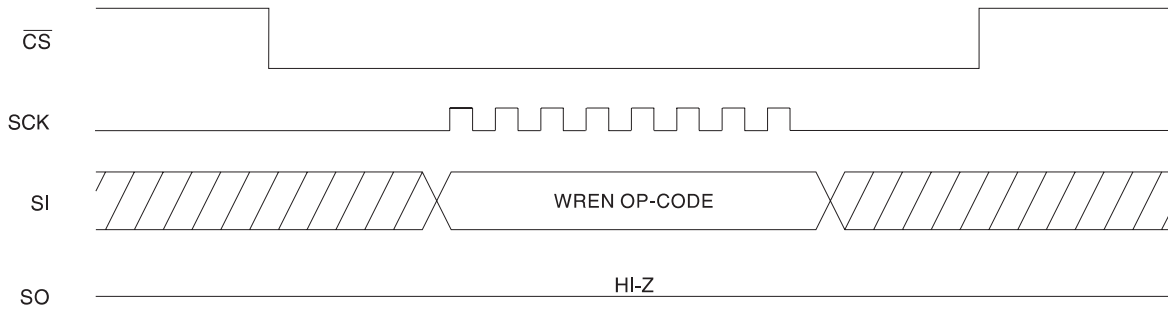 CS
SCK
SI
WREN OP-CODE
SO
HI-Z